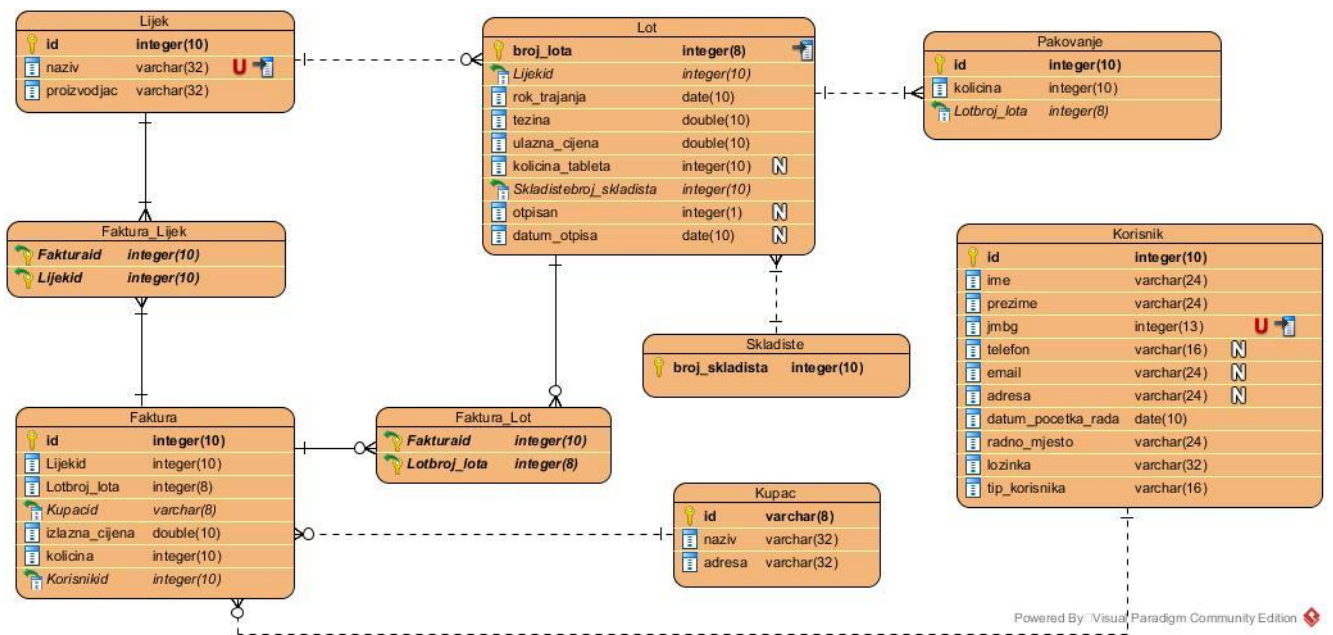 Lijek
id integer(10)
naziv varchar(32) U
proizvodjac varchar(32)
Lot
broj_lota integer(8)
Lijekid integer(10)
rok_trajanja date(10)
tezina double(10)
ulazna_cijena double(10)
kolicina_tableta integer(10) N
Skladistebroj_skladista integer(10)
otpisan integer(1) N
datum_otpisa date(10) N
Pakovanje
id integer(10)
kolicina integer(10)
Lotbroj_lota integer(8)
Faktura_Lijek
Fakturaid integer(10)
Lijekid integer(10)
Korisnik
id integer(10)
ime varchar(24)
prezime varchar(24)
jmbg integer(13) U
telefon varchar(16) N
email varchar(24) N
adresa varchar(24) N
datum_pocetka_rada date(10)
radno_mjesto varchar(24)
lozinka varchar(32)
tip_korisnika varchar(16)
Skladiste
broj_skladista integer(10)
Faktura
id integer(10)
Lijekid integer(10)
Lotbroj_lota integer(8)
Kupacid varchar(8)
izlazna_cijena double(10)
kolicina integer(10)
Korisnikid integer(10)
Faktura_Lot
Fakturaid integer(10)
Lotbroj_lota integer(8)
Kupac
id varchar(8)
naziv varchar(32)
adresa varchar(32)
Powered By Visual Paradigm Community Edition